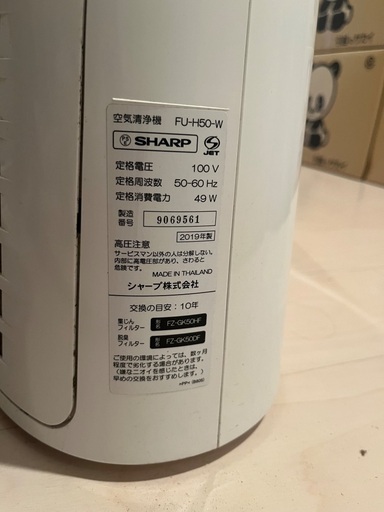 空気清浄機 FU-H50-W
SHARP JET
定格電圧 100 V
定格周波数 50-60 Hz
定格消費電力 49 W
製造番号 9069561
2019年製
高圧注意
サービスマン以外の人は分解しない。
内部に高電圧部があり、さわると
危険です。
MADE IN THAILAND
シャープ株式会社
交換の目安:10年
集じんフィルター 形名 FZ-GK50HF
脱臭フィルター 形名 FZ-GK50DF
ご使用の環境によっては、数ヶ月
程度で劣化する場合があります。
(嫌なニオイを感じたときは、
早めの交換をおすすめします。)